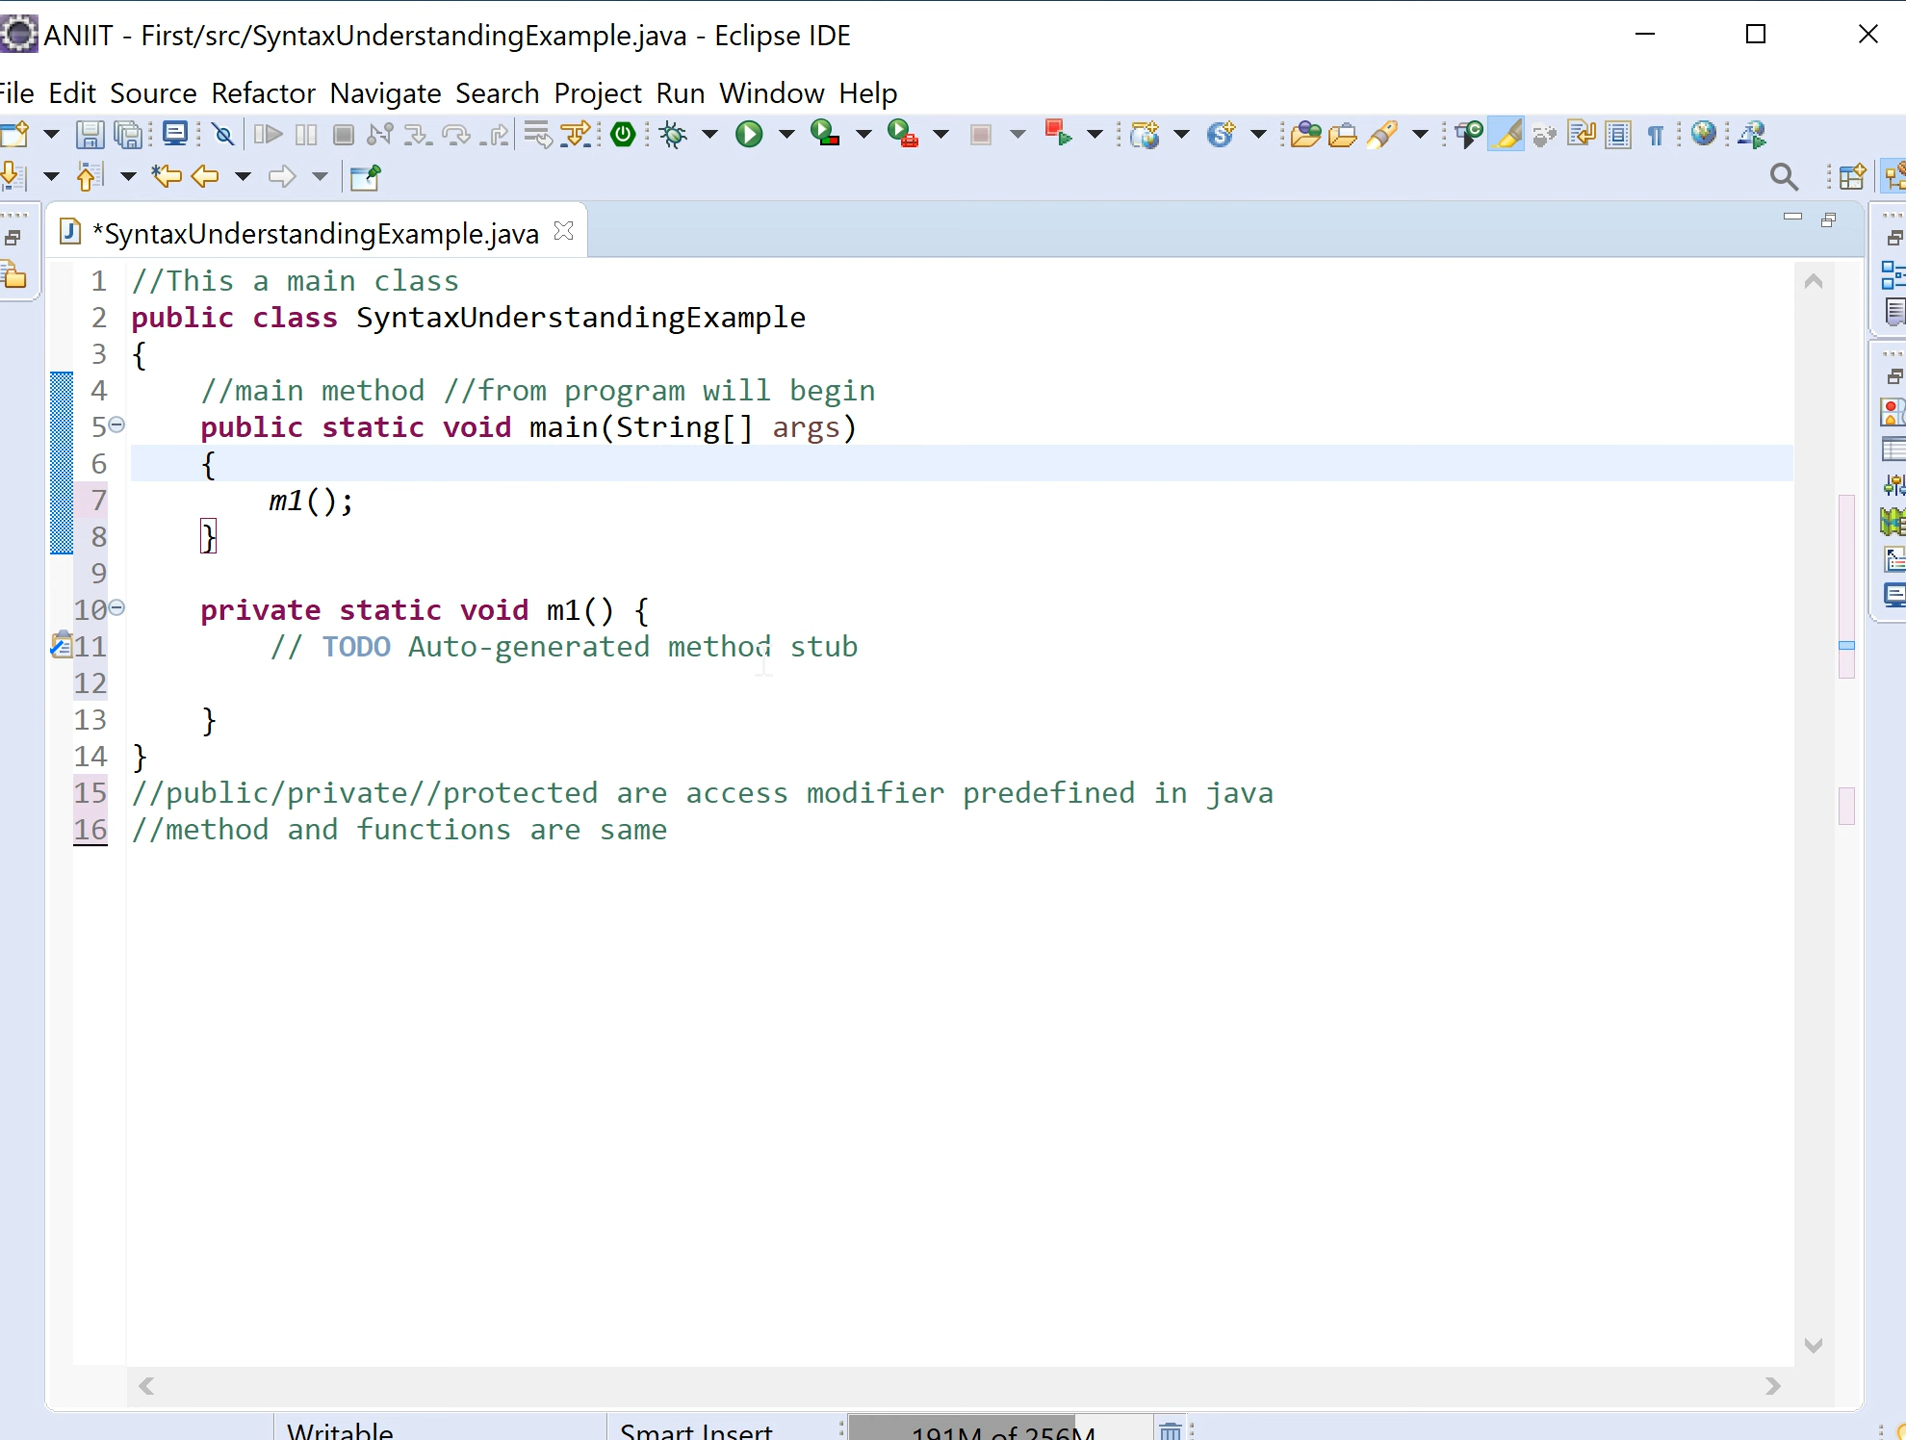 ANIIT - First/src/SyntaxUnderstandingExample.java - Eclipse IDE
File Edit Source Refactor Navigate Search Project Run Window Help
*SyntaxUnderstandingExample.java
1 //This a main class
2 public class SyntaxUnderstandingExample
3 {
4 //main method //from program will begin
5 public static void main(String[] args)
6 {
7 m1();
8 }
9
10 private static void m1() {
11 // TODO Auto-generated method stub
12
13 }
14 }
15 //public/private//protected are access modifier predefined in java
16 //method and functions are same
Writable Smart Insert 191M of 256M